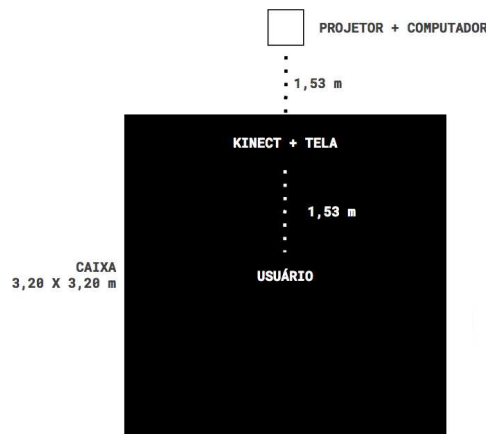 PROJETOR + COMPUTADOR
1,53 m
KINECT + TELA
1,53 m
CAIXA
3,20 X 3,20 m
USUÁRIO